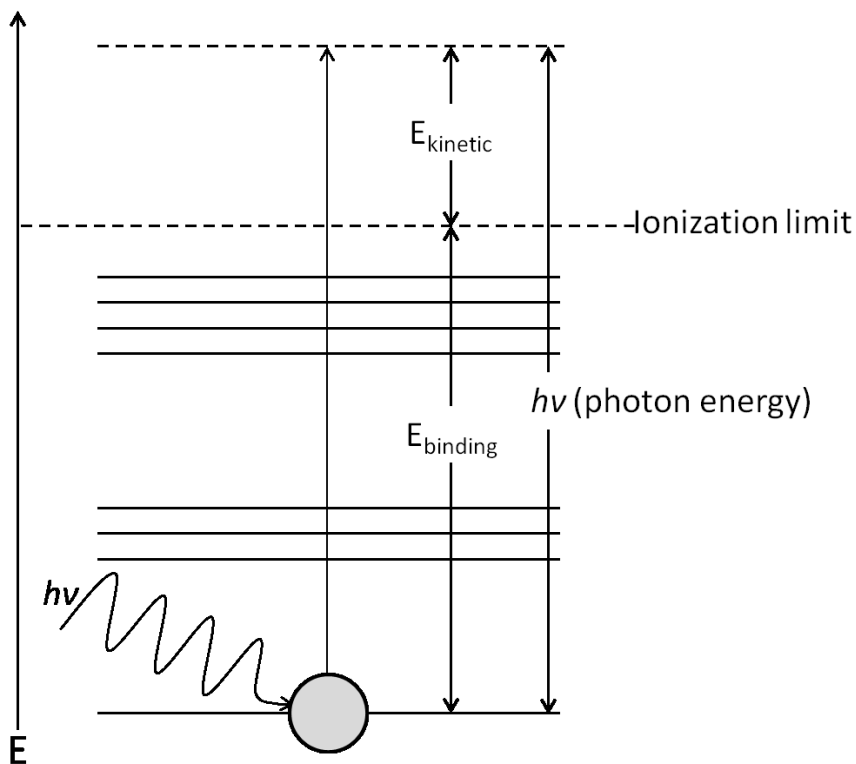 E_kinetic
Ionization limit
hν (photon energy)
E_binding
hν
E